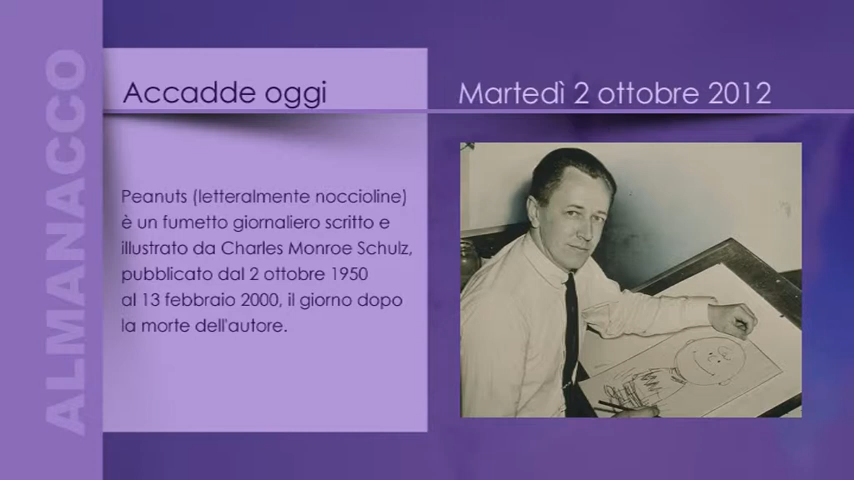 ALMANACCO
Accadde oggi
Martedì 2 ottobre 2012
Peanuts (letteralmente noccioline)
è un fumetto giornaliero scritto e
illustrato da Charles Monroe Schulz,
pubblicato dal 2 ottobre 1950
al 13 febbraio 2000, il giorno dopo
la morte dell'autore.